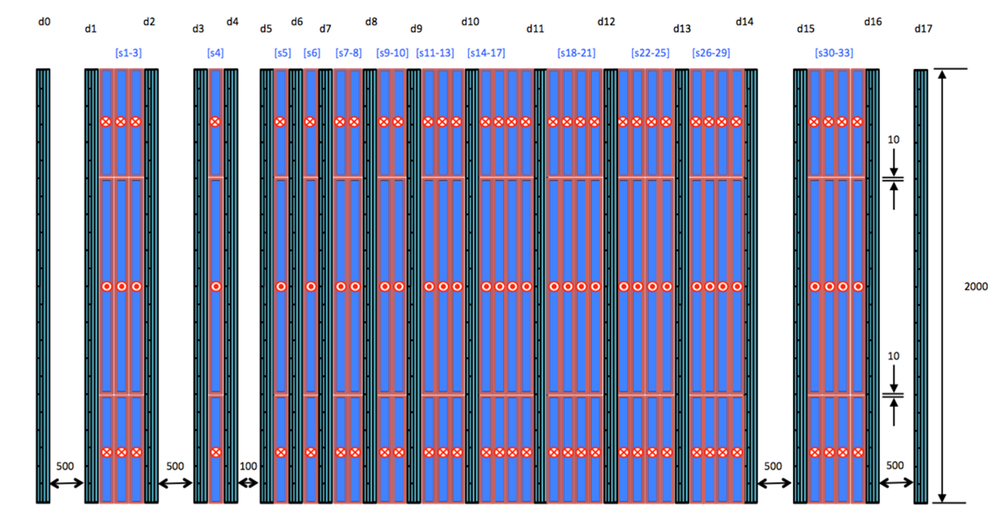 d0 d1 d2 d3 d4 d5 d6 d7 d8 d9 d10 d11 d12 d13 d14 d15 d16 d17
[s1-3] [s4] [s5] [s6] [s7-8] [s9-10] [s11-13] [s14-17] [s18-21] [s22-25] [s26-29] [s30-33]
10
2000
10
500 500 100 500 500